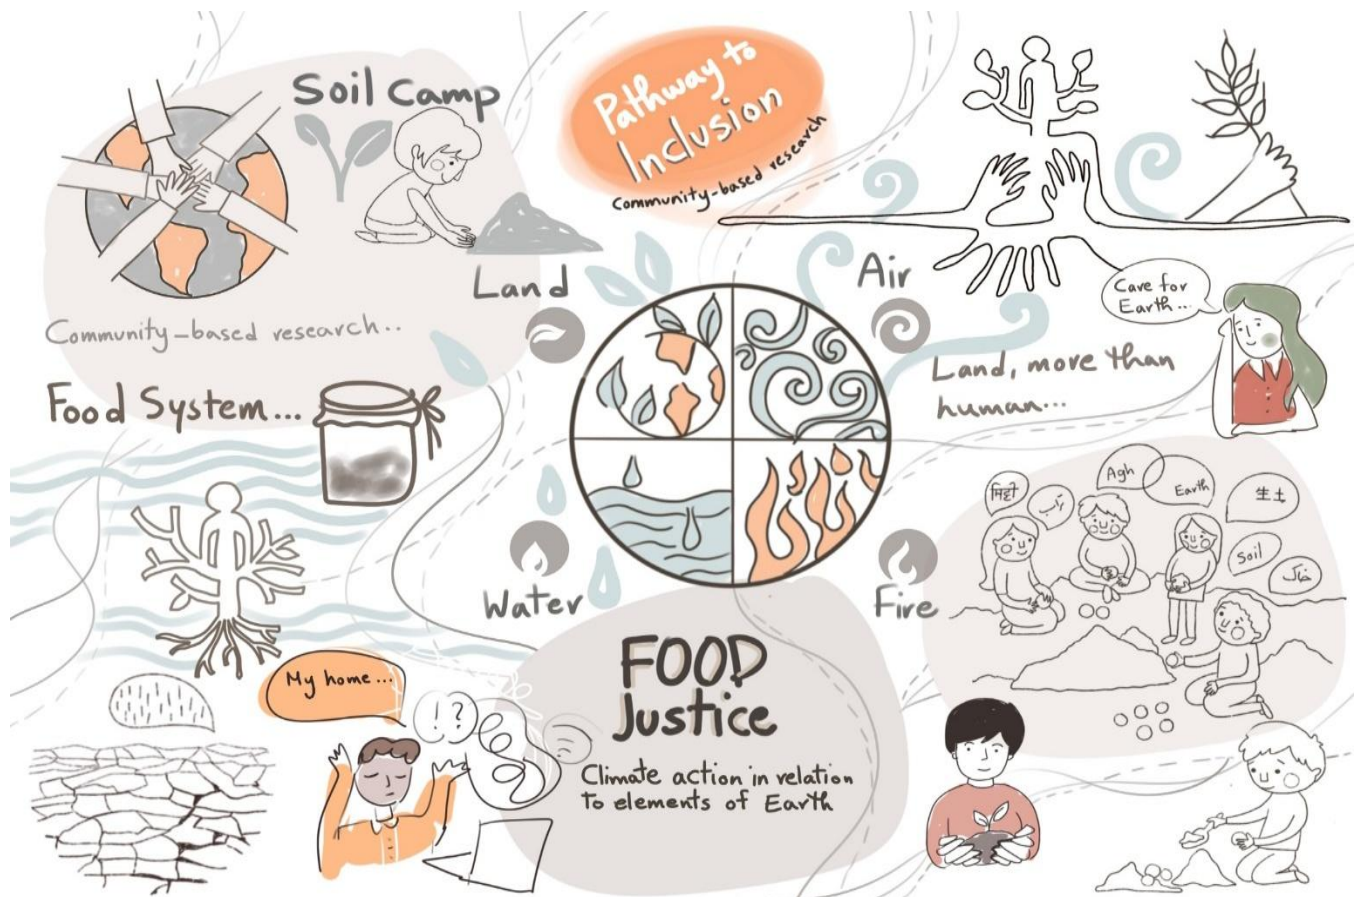 Soil Camp
Pathway to
Inclusion
Community-based research
Land
Air
Care for
Earth...
Community-based research..
Land, more than
human...
Food System...
मिट्टी
Agh
Earth
生土
Soil
خاک
Water
Fire
My home...
!?
FOOD
Justice
Climate action in relation
to elements of Earth